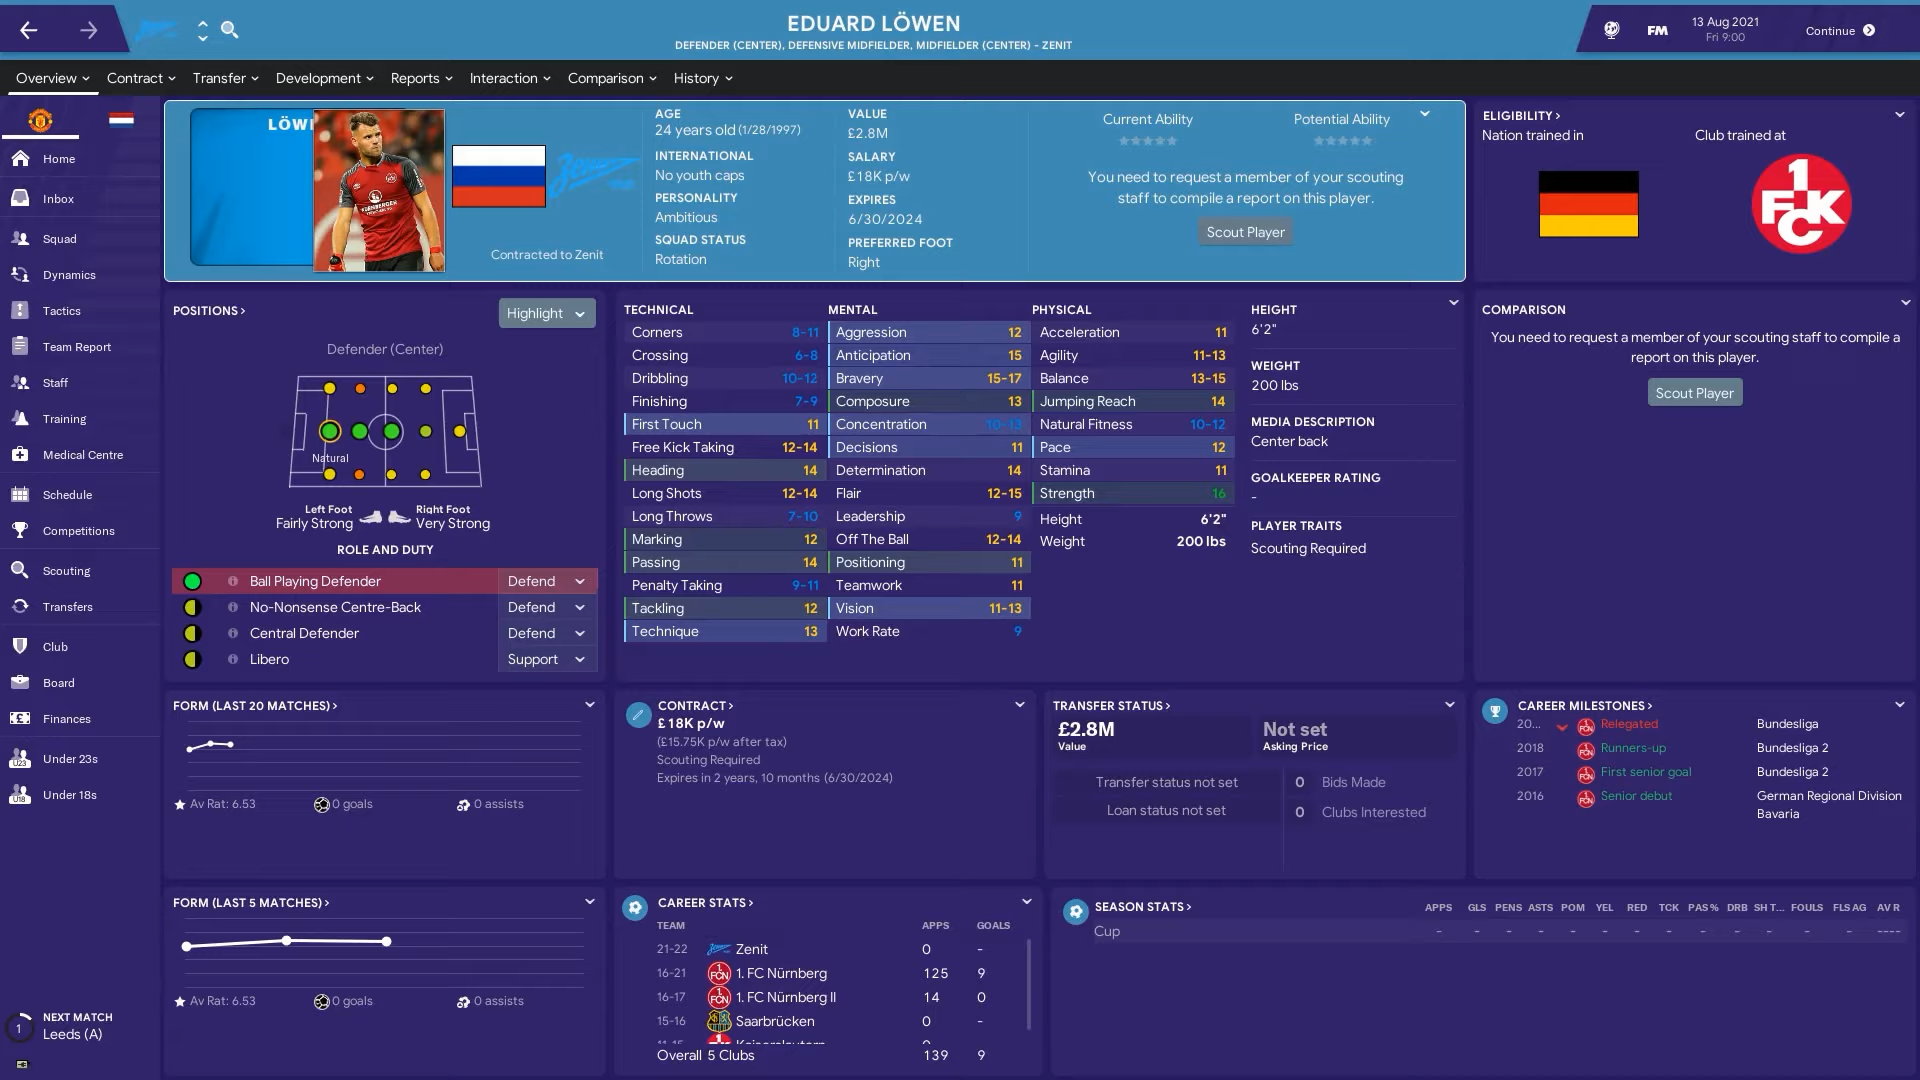 EDUARD LÖWEN
DEFENDER (CENTER), DEFENSIVE MIDFIELDER, MIDFIELDER (CENTER) - ZENIT
FM
13 Aug 2021
Fri 9:00
Continue
Overview
Contract
Transfer
Development
Reports
Interaction
Comparison
History
Home
Inbox
Squad
Dynamics
Tactics
Team Report
Staff
Training
Medical Centre
Schedule
Competitions
Scouting
Transfers
Club
Board
Finances
U23
Under 23s
U18
Under 18s
NEXT MATCH
1
Leeds (A)
LÖW
Contracted to Zenit
AGE
24 years old (1/28/1997)
INTERNATIONAL
No youth caps
PERSONALITY
Ambitious
SQUAD STATUS
Rotation
VALUE
£2.8M
SALARY
£18K p/w
EXPIRES
6/30/2024
PREFERRED FOOT
Right
Current Ability
Potential Ability
You need to request a member of your scouting
staff to compile a report on this player.
Scout Player
ELIGIBILITY >
Nation trained in
Club trained at
1
FCK
POSITIONS >
Highlight
Defender (Center)
Natural
Left Foot
Fairly Strong
Right Foot
Very Strong
ROLE AND DUTY
Ball Playing Defender Defend
No-Nonsense Centre-Back Defend
Central Defender Defend
Libero Support
TECHNICAL
Corners 8-11
Crossing 6-8
Dribbling 10-12
Finishing 7-9
First Touch 11
Free Kick Taking 12-14
Heading 14
Long Shots 12-14
Long Throws 7-10
Marking 12
Passing 14
Penalty Taking 9-11
Tackling 12
Technique 13
MENTAL
Aggression 12
Anticipation 15
Bravery 15-17
Composure 13
Concentration 10-13
Decisions 11
Determination 14
Flair 12-15
Leadership 9
Off The Ball 12-14
Positioning 11
Teamwork 11
Vision 11-13
Work Rate 9
PHYSICAL
Acceleration 11
Agility 11-13
Balance 13-15
Jumping Reach 14
Natural Fitness 10-12
Pace 12
Stamina 11
Strength 16
Height 6'2"
Weight 200 lbs
HEIGHT
6'2"
WEIGHT
200 lbs
MEDIA DESCRIPTION
Center back
GOALKEEPER RATING
-
PLAYER TRAITS
Scouting Required
COMPARISON
You need to request a member of your scouting staff to compile a
report on this player.
Scout Player
FORM (LAST 20 MATCHES) >
Av Rat: 6.53 0 goals 0 assists
CONTRACT >
£18K p/w
(£15.75K p/w after tax)
Scouting Required
Expires in 2 years, 10 months (6/30/2024)
TRANSFER STATUS >
£2.8M
Value
Not set
Asking Price
Transfer status not set
Loan status not set
0 Bids Made
0 Clubs Interested
CAREER MILESTONES >
20... Relegated Bundesliga
2018 Runners-up Bundesliga 2
2017 First senior goal Bundesliga 2
2016 Senior debut German Regional Division
Bavaria
FORM (LAST 5 MATCHES) >
Av Rat: 6.53 0 goals 0 assists
CAREER STATS >
TEAM APPS GOALS
21-22 Zenit 0 -
16-21 1. FC Nürnberg 125 9
16-17 1. FC Nürnberg II 14 0
15-16 Saarbrücken 0 -
Overall 5 Clubs 139 9
SEASON STATS >
APPS GLS PENS ASTS POM YEL RED TCK PAS% DRB SH T... FOULS FLS AG AV R
Cup - - - - - - - - - - - - - ----